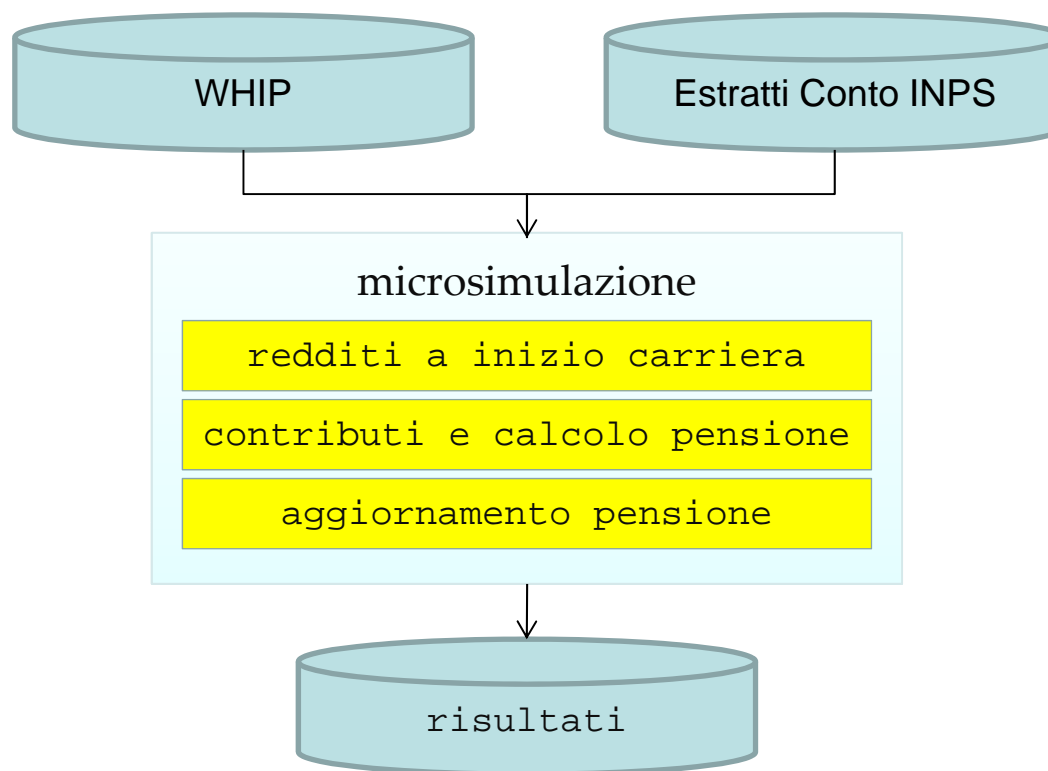 WHIP
Estratti Conto INPS
microsimulazione
redditi a inizio carriera
contributi e calcolo pensione
aggiornamento pensione
risultati